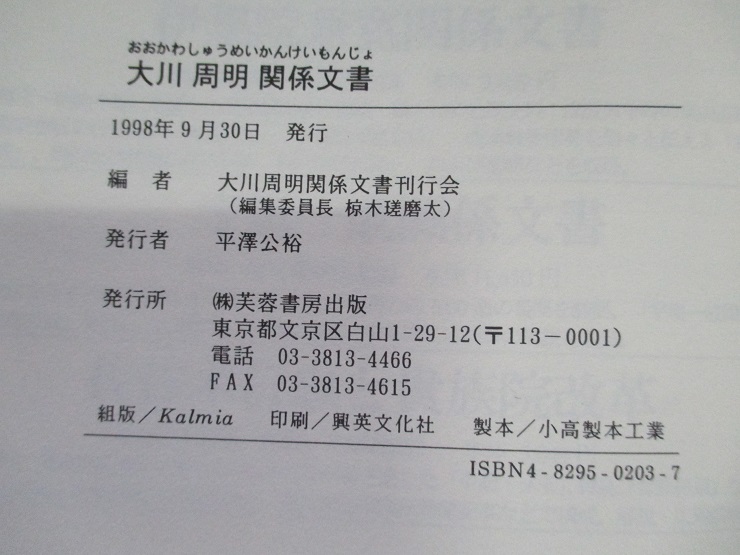 おおかわしゅうめいかんけいもんじょ
大川 周明 関係文書
1998年9月30日 発行
編 者 大川周明関係文書刊行会
（編集委員長 椋木瑳磨太）
発行者 平澤公裕
発行所 ㈱芙蓉書房出版
東京都文京区白山1-29-12(〒113-0001)
電話 03-3813-4466
FAX 03-3813-4615
組版/Kalmia 印刷/興英文化社 製本/小高製本工業
ISBN4-8295-0203-7